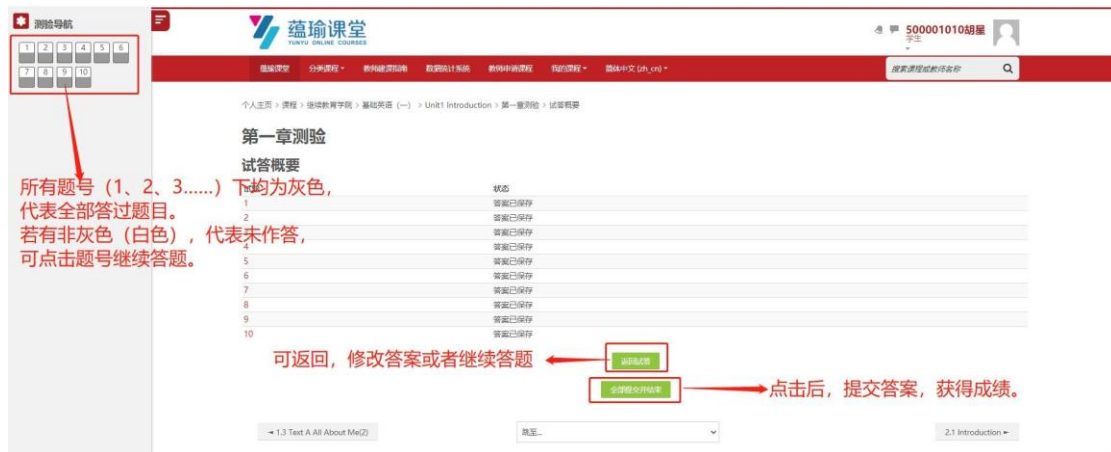 测验导航
1 2 3 4 5 6
7 8 9 10
蕴瑜课堂
YUNYU ONLINE COURSES
500001010胡星
学生
蕴瑜课堂 分类课程 教师建课指南 数据统计系统 教师申请课程 我的课程 简体中文 (zh_cn)
搜索课程或教师名称
个人主页 > 课程 > 继续教育学院 > 基础英语 (一) > Unit1 Introduction > 第一章测验 > 试答概要
第一章测验
试答概要
所有题号（1、2、3......）下均为灰色，
代表全部答过题目。
若有非灰色（白色），代表未作答，
可点击题号继续答题。
状态
1 答案已保存
2 答案已保存
答案已保存
4 答案已保存
5 答案已保存
6 答案已保存
7 答案已保存
8 答案已保存
9 答案已保存
10 答案已保存
可返回，修改答案或者继续答题
返回试答
全部提交并结束
点击后，提交答案，获得成绩。
◄ 1.3 Text A All About Me(2)
跳至...
2.1 Introduction ►